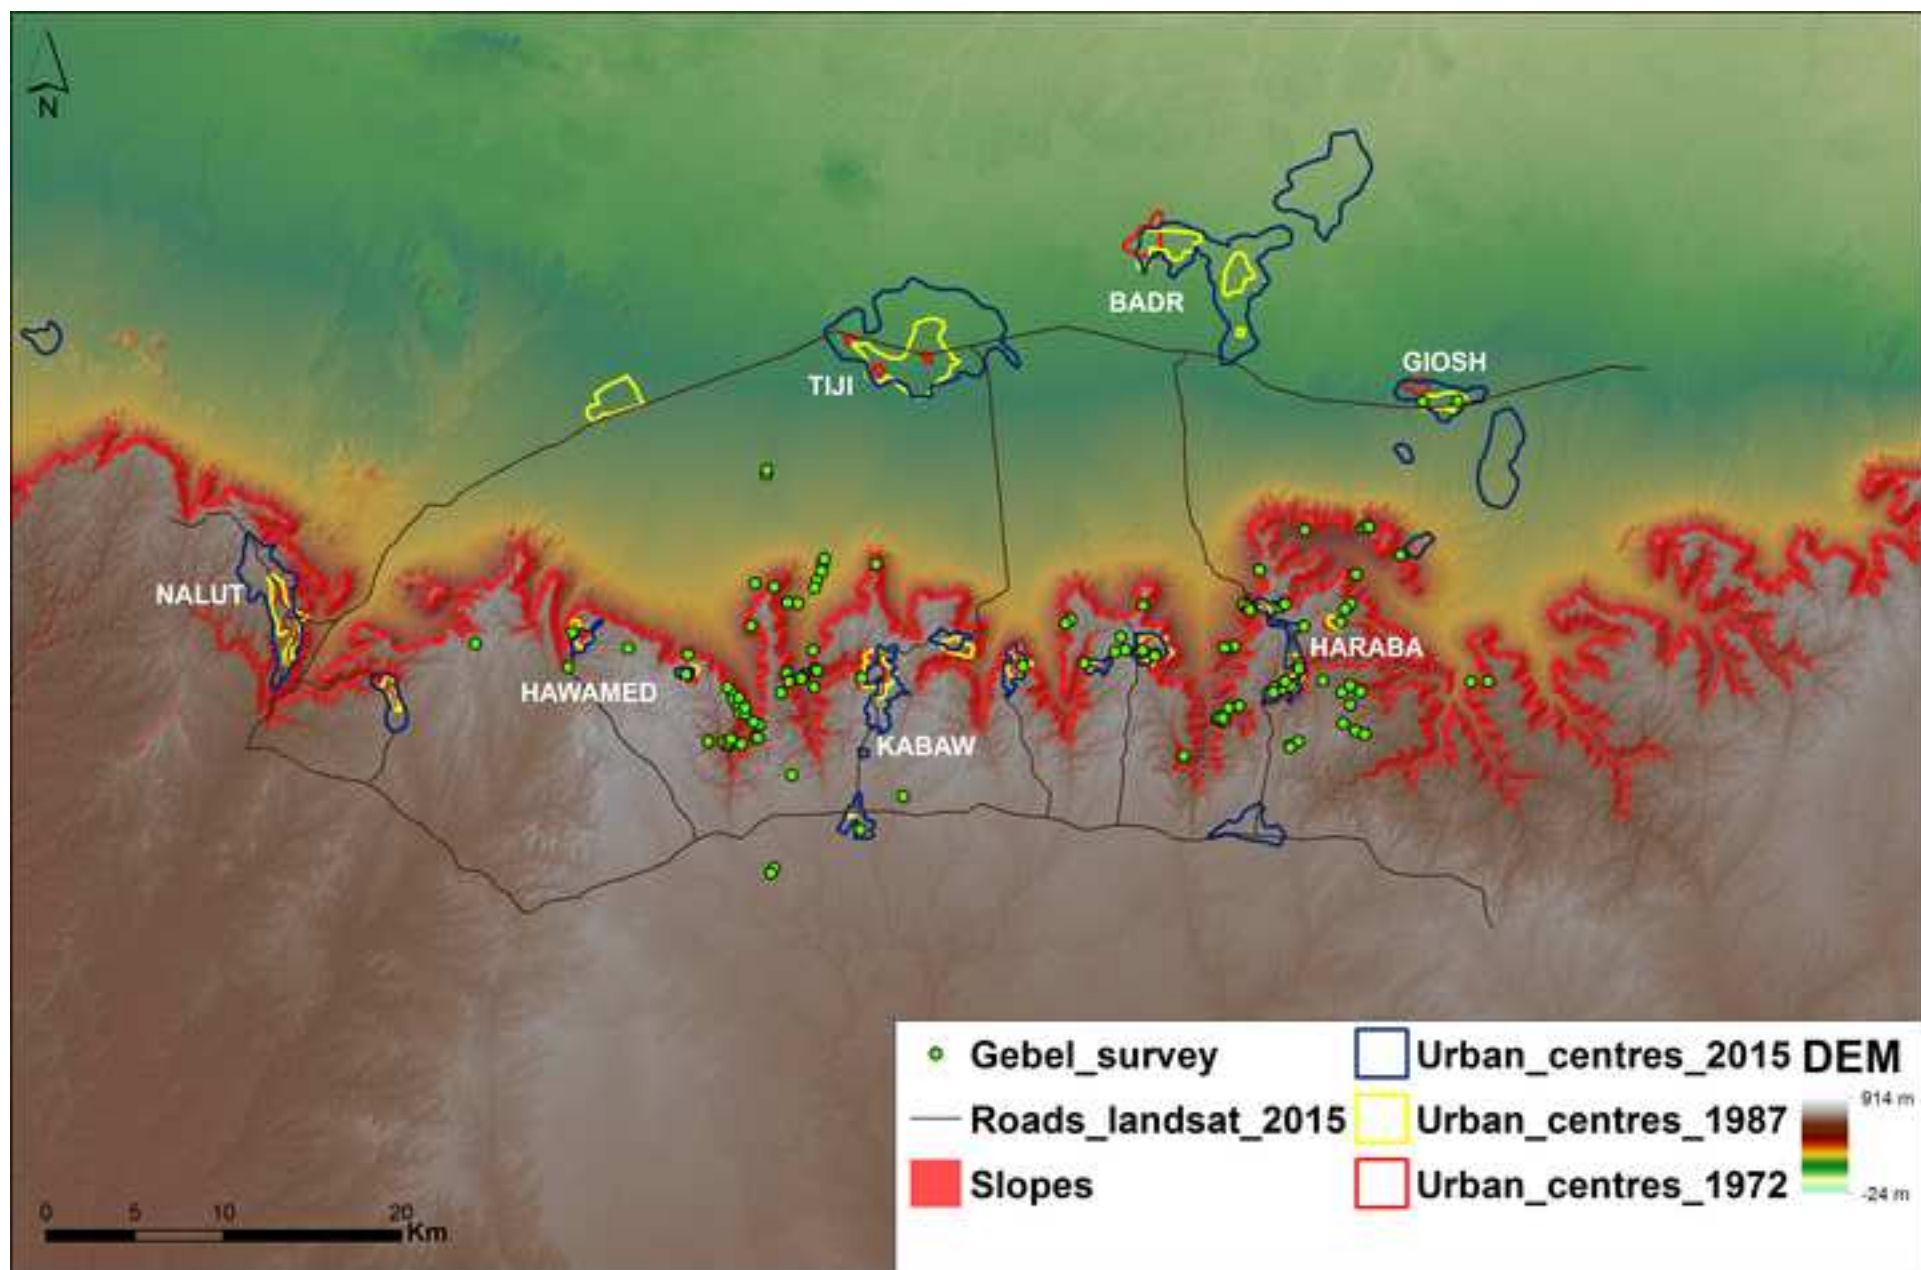 N
BADR
GIOSH
TIJI
NALUT
HARABA
HAWAMED
KABAW
Gebel_survey
Roads_landsat_2015
Slopes
Urban_centres_2015
Urban_centres_1987
Urban_centres_1972
DEM
914 m
-24 m
0 5 10 20
Km